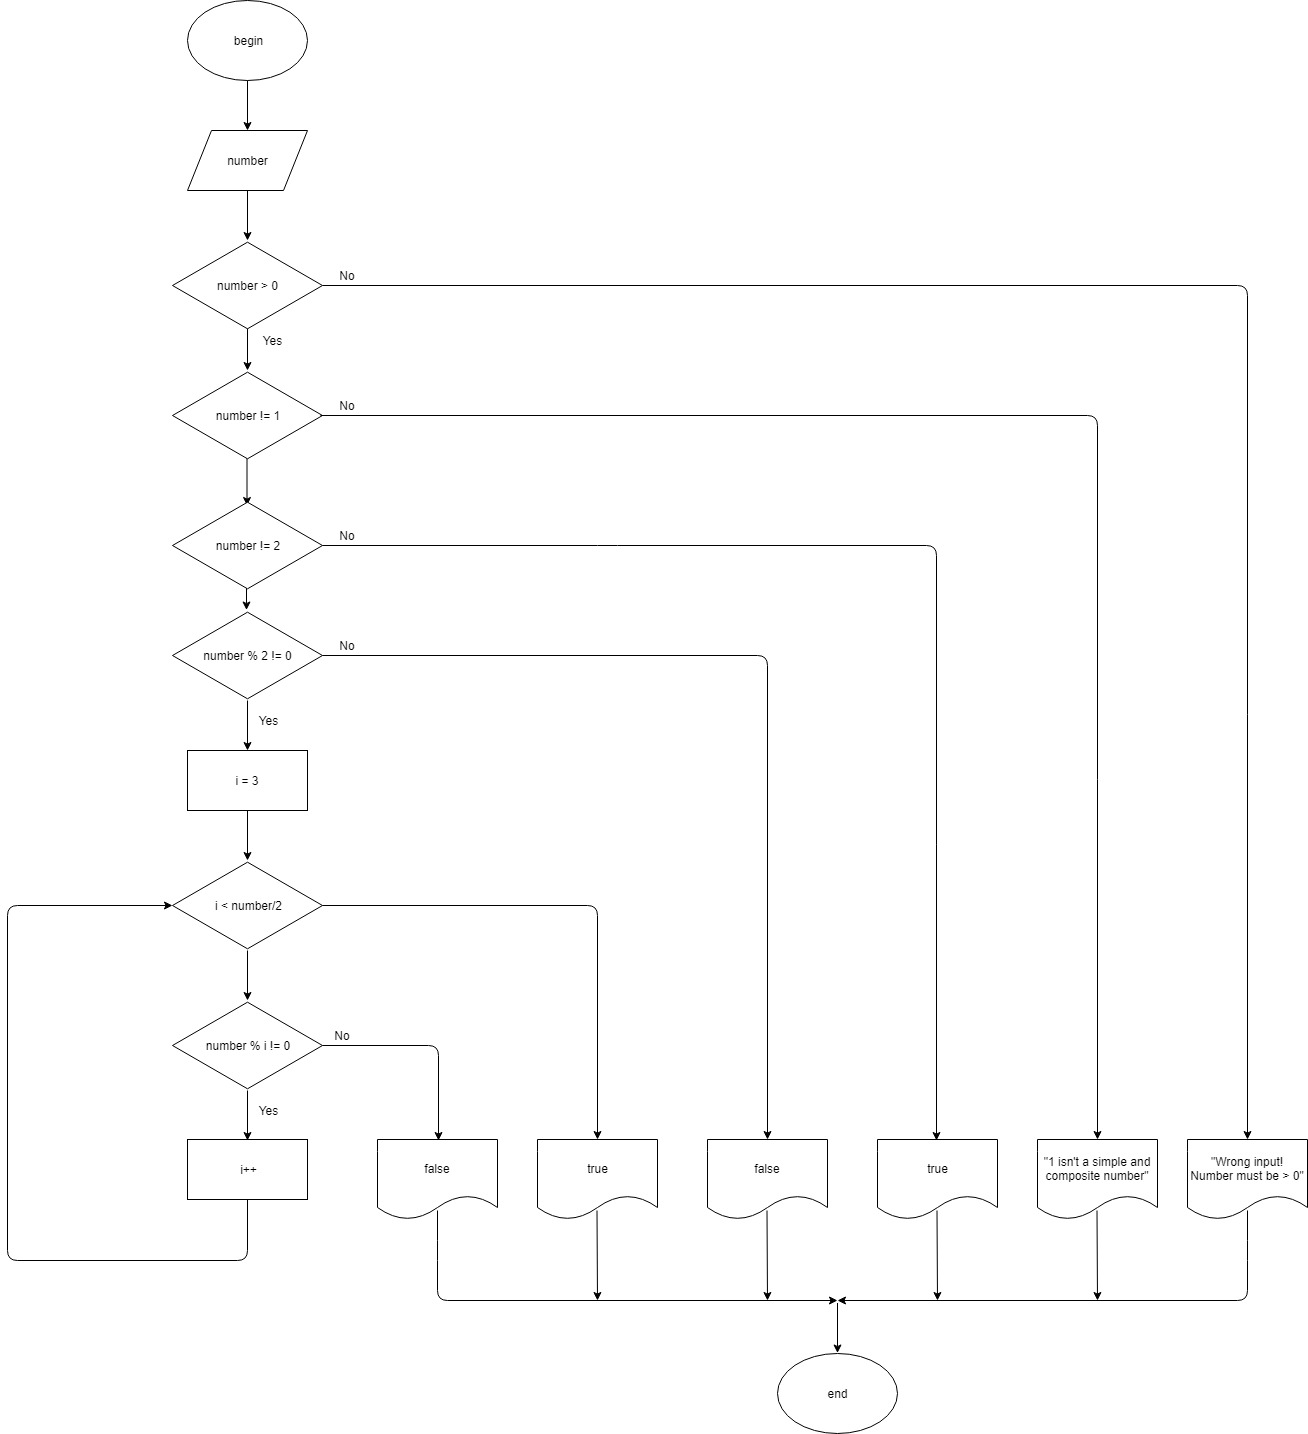 begin
number
number > 0
No
Yes
number != 1
No
number != 2
No
number % 2 != 0
No
Yes
i = 3
i < number/2
number % i != 0
No
Yes
i++
false
true
false
true
"1 isn't a simple and
composite number"
"Wrong input!
Number must be > 0"
end